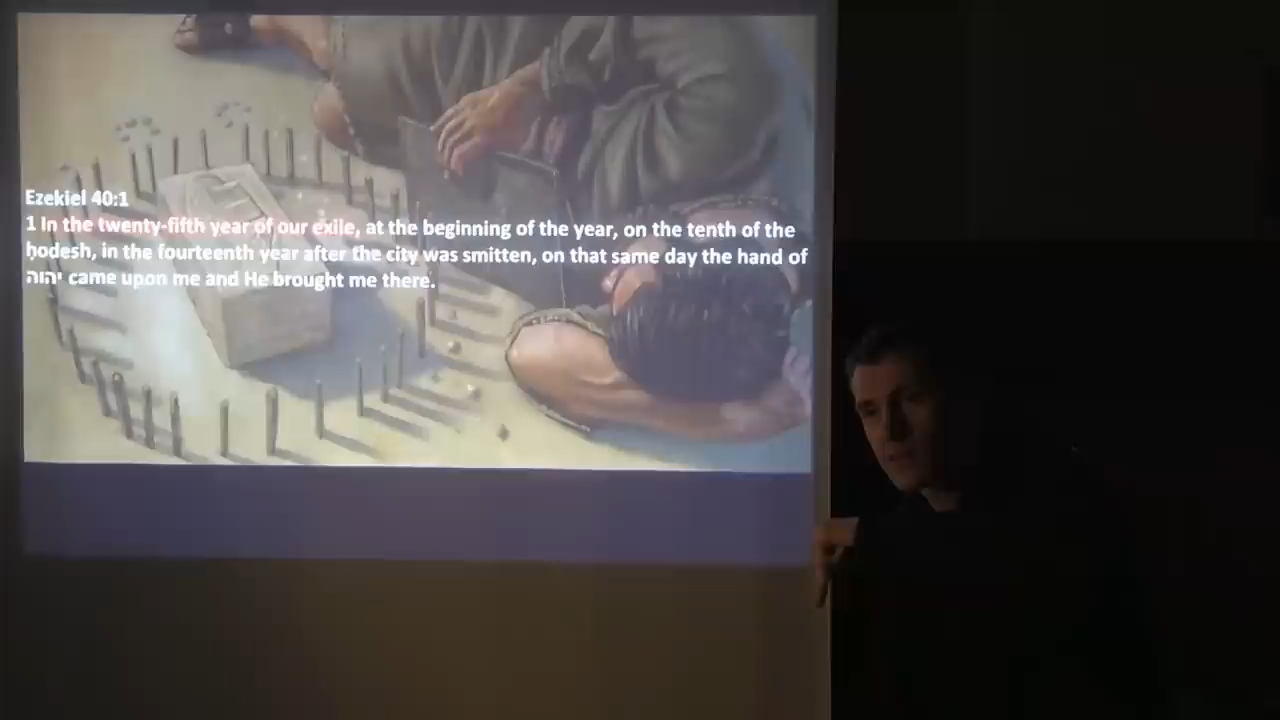 Ezekiel 40:1
1 In the twenty-fifth year of our exile, at the beginning of the year, on the tenth of the
ḥodesh, in the fourteenth year after the city was smitten, on that same day the hand of
יהוה came upon me and He brought me there.